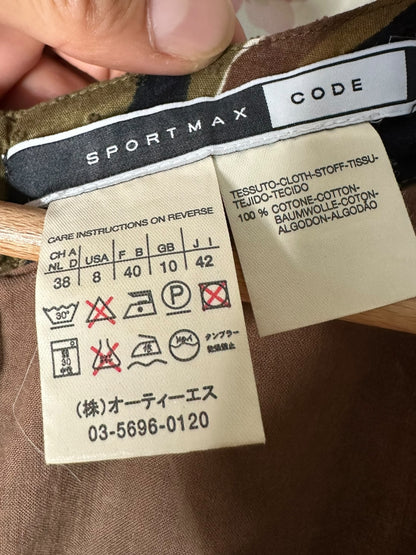 SPORTMAX CODE
CARE INSTRUCTIONS ON REVERSE
CH A NL D USA F B GB J I
38 8 40 10 42
30° P
タンブラー
乾燥禁止
(株)オーティーエス
03-5696-0120
TESSUTO-CLOTH-STOFF-TISSU-
TEJIDO-TECIDO
100 % COTONE-COTTON-
BAUMWOLLE-COTON-
ALGODON-ALGODÃO